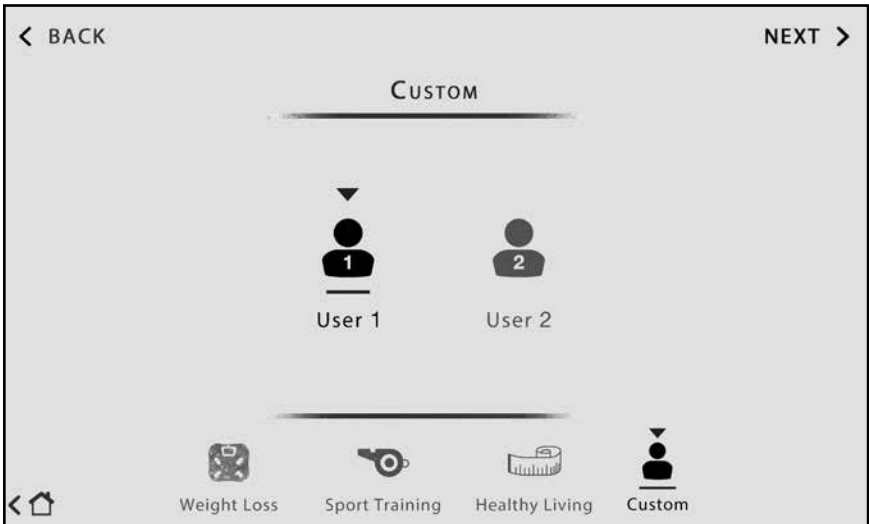 BACK
NEXT
CUSTOM
1
2
User 1
User 2
Weight Loss
Sport Training
Healthy Living
Custom